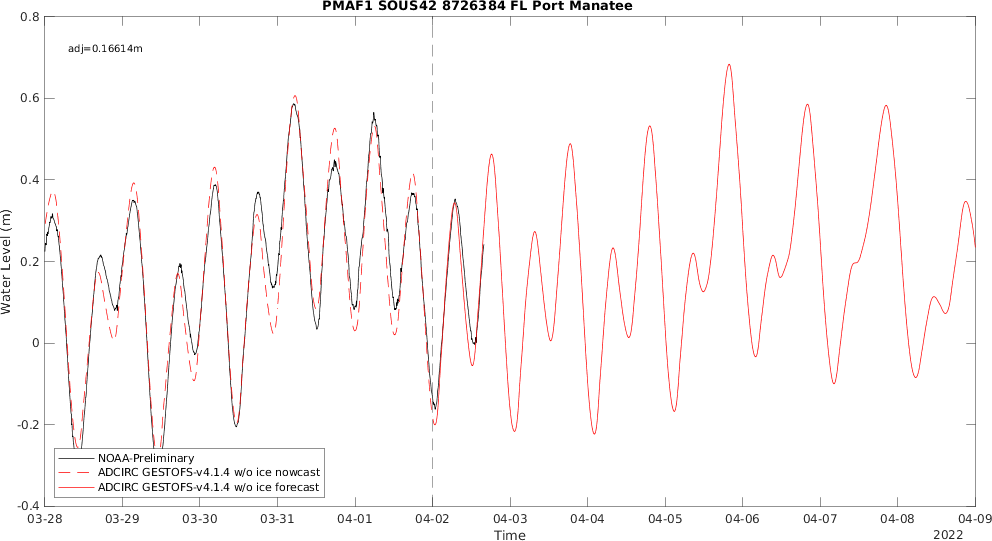 PMAF1 SOUS42 8726384 FL Port Manatee
adj=0.16614m
0.8
0.6
0.4
0.2
0
-0.2
-0.4
Water Level (m)
NOAA-Preliminary
ADCIRC GESTOFS-v4.1.4 w/o ice nowcast
ADCIRC GESTOFS-v4.1.4 w/o ice forecast
03-28 03-29 03-30 03-31 04-01 04-02 04-03 04-04 04-05 04-06 04-07 04-08 04-09
Time
2022